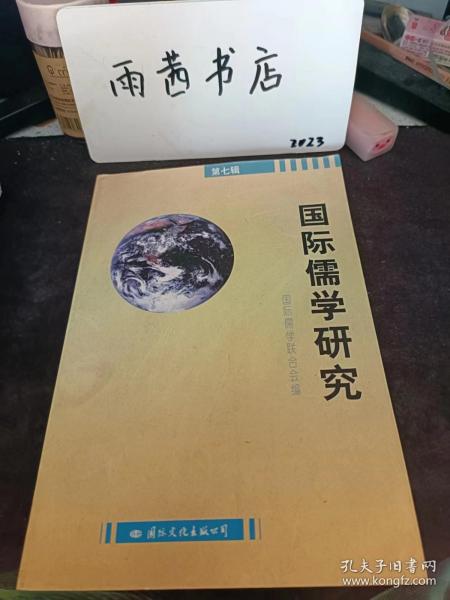 雨茜书店
2023
第七辑
国际儒学研究
国际儒学联合会编
国际文化出版公司
孔夫子旧书网
www.kongfz.com